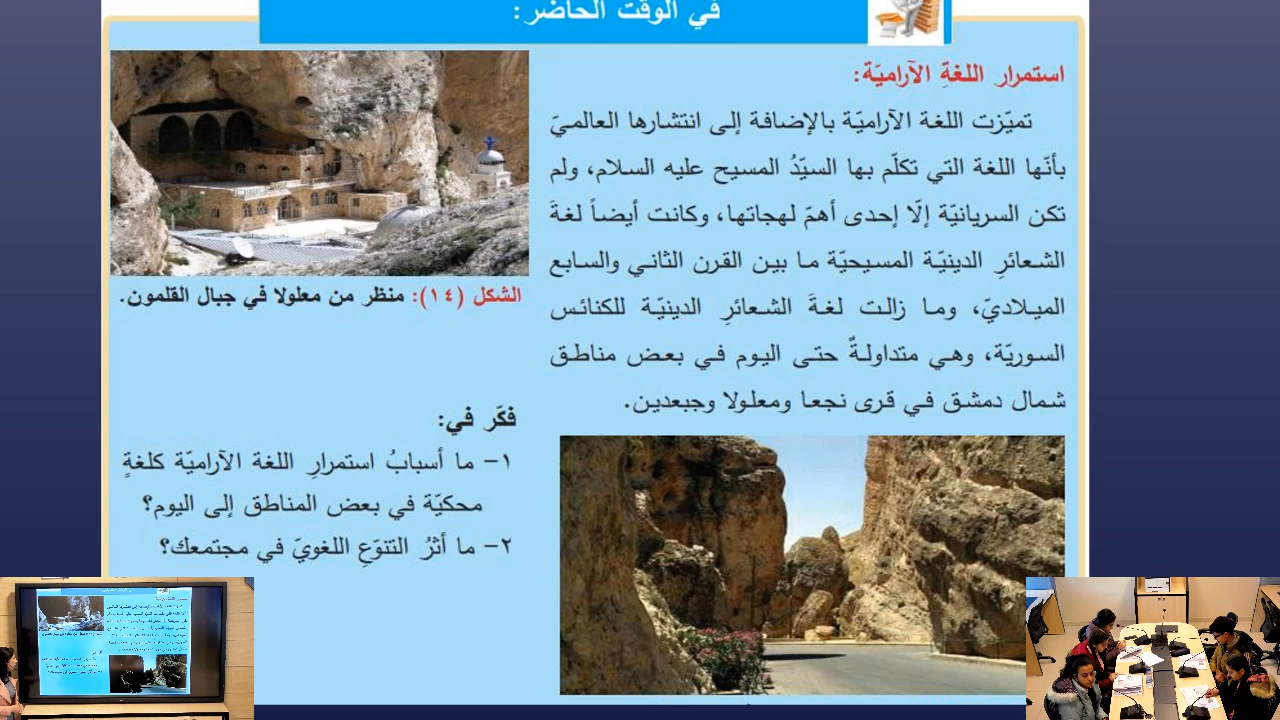 في الوقت الحاضر:
استمرار اللغةِ الآراميّة:
تميّزت اللغة الآراميّة بالإضافة إلى انتشارها العالميّ
بأنّها اللغة التي تكلّم بها السيّدُ المسيح عليه السلام، ولم
تكن السريانيّة إلّا إحدى أهمّ لهجاتها، وكانت أيضاً لغةَ
الشعائرِ الدينيّة المسيحيّة ما بين القرن الثاني والسابع
الميلاديّ، وما زالت لغةَ الشعائرِ الدينيّة للكنائس
السوريّة، وهي متداولةٌ حتى اليوم في بعض مناطق
شمال دمشق في قرى نجعا ومعلولا وجبعدين.
الشكل (١٤): منظر من معلولا في جبال القلمون.
فكّر في:
١- ما أسبابُ استمرارِ اللغة الآراميّة كلغةٍ
محكيّة في بعض المناطق إلى اليوم؟
٢- ما أثرُ التنوّعِ اللغويّ في مجتمعك؟